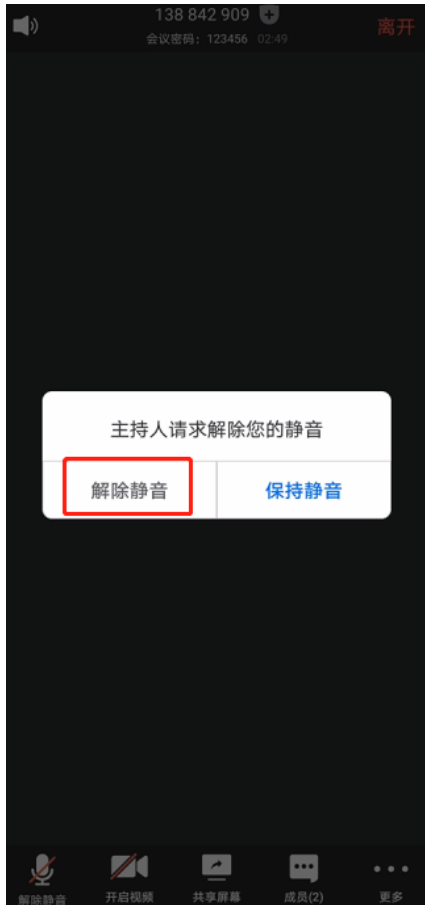 138 842 909
离开
会议密码：123456 02:49
主持人请求解除您的静音
解除静音 保持静音
解除静音 开启视频 共享屏幕 成员(2) 更多